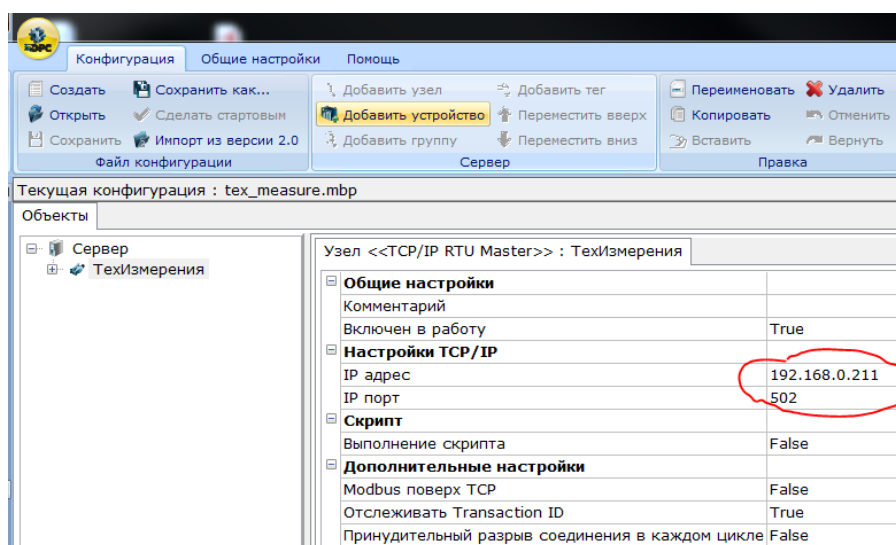 OPC
Конфигурация Общие настройки Помощь
Создать Сохранить как... Добавить узел Добавить тег Переименовать Удалить
Открыть Сделать стартовым Добавить устройство Переместить вверх Копировать Отменить
Сохранить Импорт из версии 2.0 Добавить группу Переместить вниз Вставить Вернуть
Файл конфигурации Сервер Правка
Текущая конфигурация : tex_measure.mbp
Объекты
Сервер
ТехИзмерения
Узел <<TCP/IP RTU Master>> : ТехИзмерения
Общие настройки
Комментарий
Включен в работу True
Настройки TCP/IP
IP адрес 192.168.0.211
IP порт 502
Скрипт
Выполнение скрипта False
Дополнительные настройки
Modbus поверх TCP False
Отслеживать Transaction ID True
Принудительный разрыв соединения в каждом цикле False